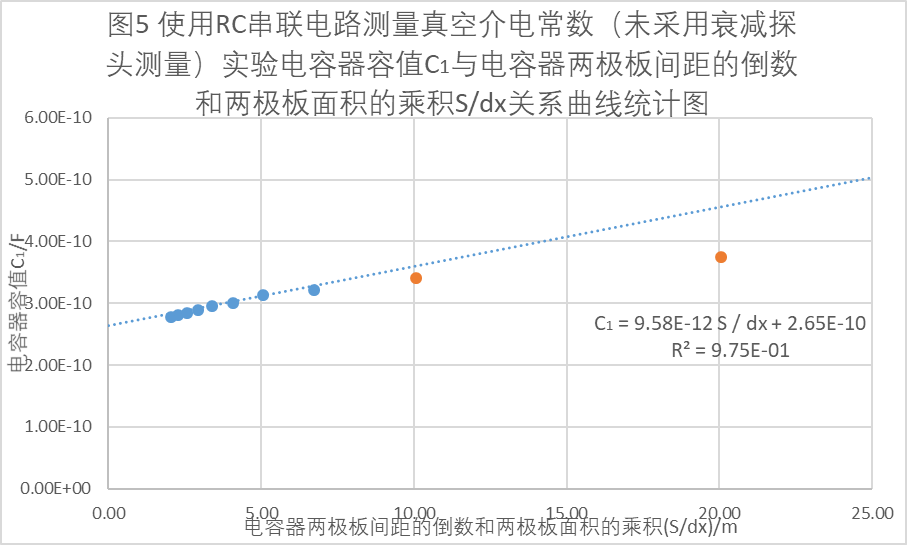 图5 使用RC串联电路测量真空介电常数（未采用衰减探
头测量）实验电容器容值C₁与电容器两极板间距的倒数
和两极板面积的乘积S/dx关系曲线统计图
6.00E-10
5.00E-10
4.00E-10
3.00E-10
2.00E-10
1.00E-10
0.00E+00
电容器容值C₁/F
C₁ = 9.58E-12 S / dx + 2.65E-10
R² = 9.75E-01
0.00 5.00 10.00 15.00 20.00 25.00
电容器两极板间距的倒数和两极板面积的乘积(S/dx)/m